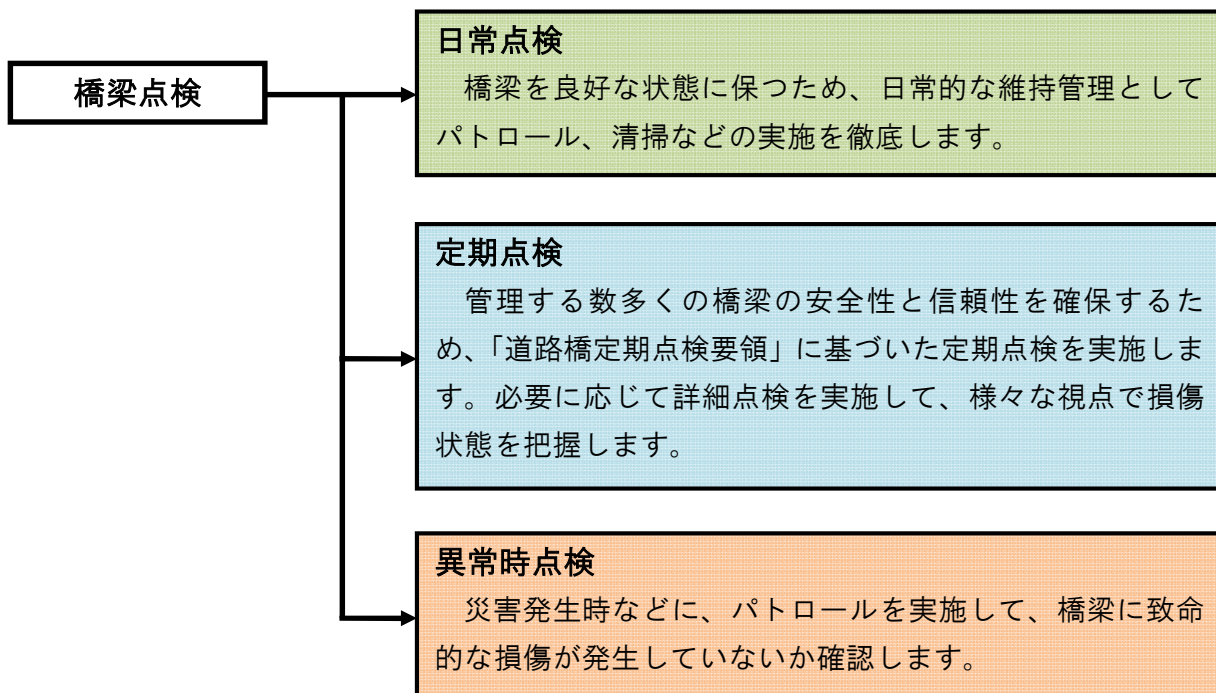 橋梁点検
日常点検
橋梁を良好な状態に保つため、日常的な維持管理として
パトロール、清掃などの実施を徹底します。
定期点検
管理する数多くの橋梁の安全性と信頼性を確保するた
め、「道路橋定期点検要領」に基づいた定期点検を実施しま
す。必要に応じて詳細点検を実施して、様々な視点で損傷
状態を把握します。
異常時点検
災害発生時などに、パトロールを実施して、橋梁に致命
的な損傷が発生していないか確認します。